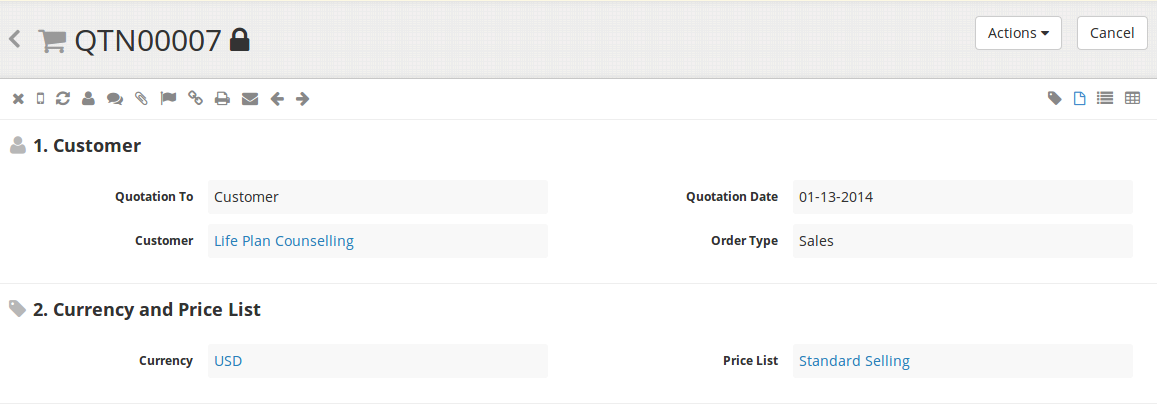 QTN00007
Actions Cancel
1. Customer
Quotation To Customer Quotation Date 01-13-2014
Customer Life Plan Counselling Order Type Sales
2. Currency and Price List
Currency USD Price List Standard Selling